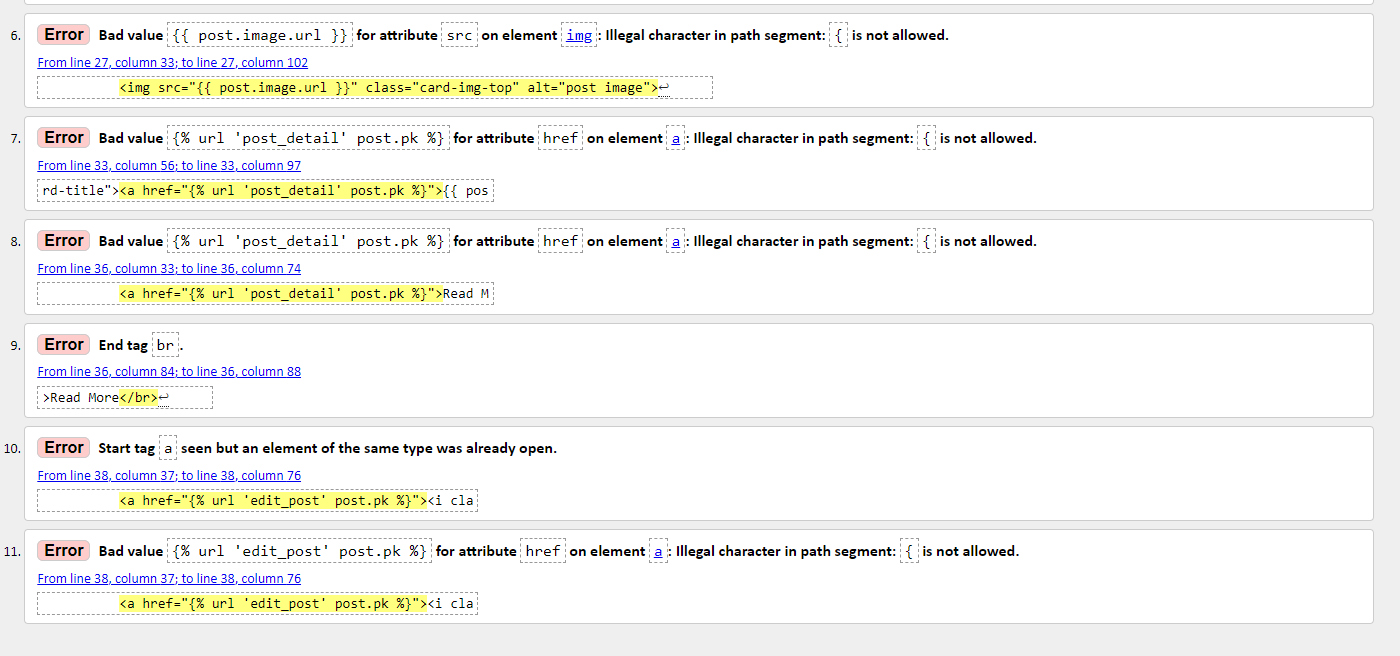 6. Error Bad value {{ post.image.url }} for attribute src on element img: Illegal character in path segment: { is not allowed.
From line 27, column 33; to line 27, column 102
<img src="{{ post.image.url }}" class="card-img-top" alt="post image">↩
7. Error Bad value {% url 'post_detail' post.pk %} for attribute href on element a: Illegal character in path segment: { is not allowed.
From line 33, column 56; to line 33, column 97
rd-title"><a href="{% url 'post_detail' post.pk %}">{{ pos
8. Error Bad value {% url 'post_detail' post.pk %} for attribute href on element a: Illegal character in path segment: { is not allowed.
From line 36, column 33; to line 36, column 74
<a href="{% url 'post_detail' post.pk %}">Read M
9. Error End tag br.
From line 36, column 84; to line 36, column 88
>Read More</br>↩
10. Error Start tag a seen but an element of the same type was already open.
From line 38, column 37; to line 38, column 76
<a href="{% url 'edit_post' post.pk %}"><i cla
11. Error Bad value {% url 'edit_post' post.pk %} for attribute href on element a: Illegal character in path segment: { is not allowed.
From line 38, column 37; to line 38, column 76
<a href="{% url 'edit_post' post.pk %}"><i cla